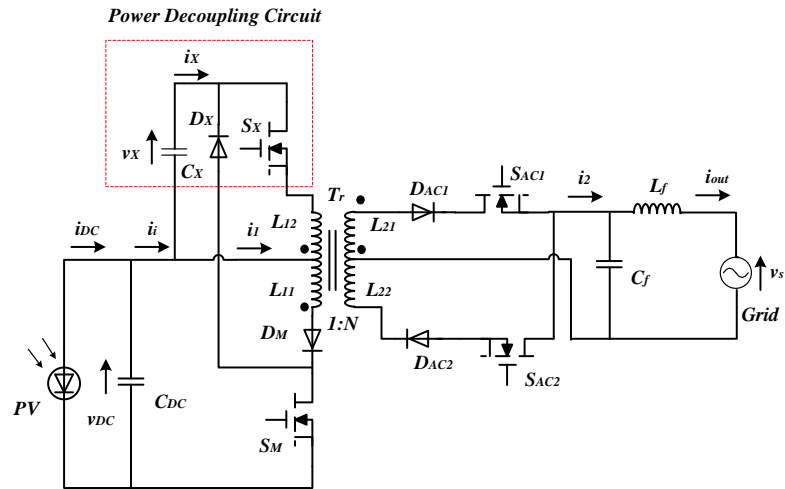 Power Decoupling Circuit
iX
DX
SX
vX
CX
Tr
DAC1
SAC1
i2
Lf
iout
L12
L21
iDC
ii
i1
L11
L22
Cf
vs
Grid
DM
1:N
DAC2
SAC2
PV
vDC
CDC
SM